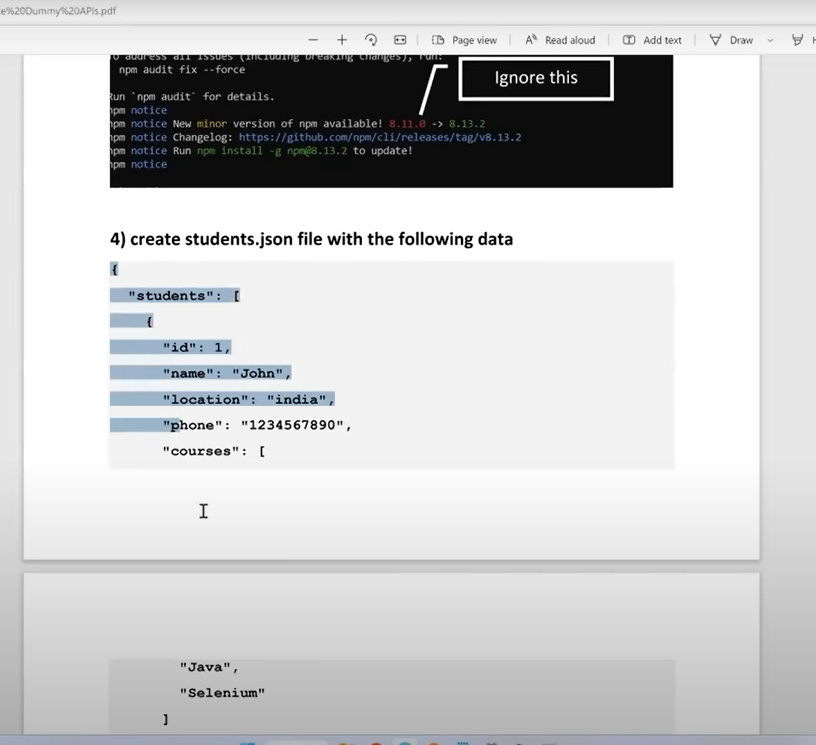 e%20Dummy%20APIs.pdf
Page view
Read aloud
Add text
Draw
to address all issues (including breaking changes), run:
npm audit fix --force
Run `npm audit` for details.
npm notice
npm notice New minor version of npm available! 8.11.0 -> 8.13.2
npm notice Changelog: https://github.com/npm/cli/releases/tag/v8.13.2
npm notice Run npm install -g npm@8.13.2 to update!
npm notice
Ignore this
4) create students.json file with the following data
{
"students": [
{
"id": 1,
"name": "John",
"location": "india",
"phone": "1234567890",
"courses": [
"Java",
"Selenium"
]